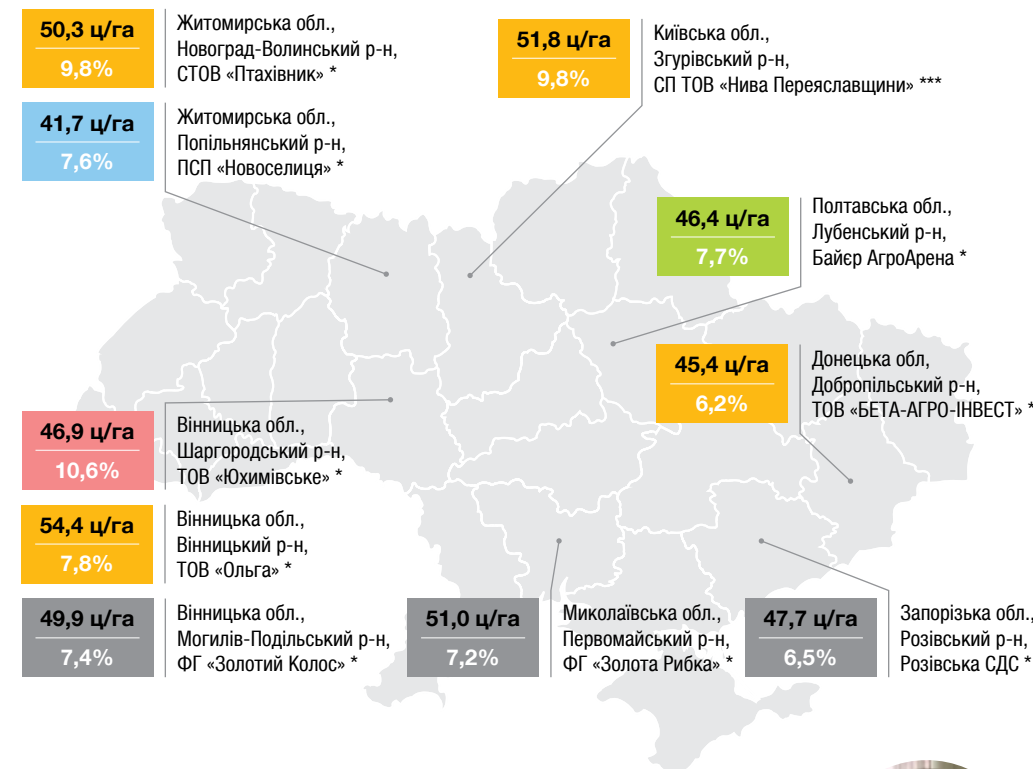 50,3 ц/га
9,8%
Житомирська обл.,
Новоград-Волинський р-н,
СТОВ «Птахівник» *
51,8 ц/га
9,8%
Київська обл.,
Згурівський р-н,
СП ТОВ «Нива Переяславщини» ***
41,7 ц/га
7,6%
Житомирська обл.,
Попільнянський р-н,
ПСП «Новоселиця» *
46,4 ц/га
7,7%
Полтавська обл.,
Лубенський р-н,
Байєр АгроАрена *
45,4 ц/га
6,2%
Донецька обл,
Добропільський р-н,
ТОВ «БЕТА-АГРО-ІНВЕСТ» *
46,9 ц/га
10,6%
Вінницька обл.,
Шаргородський р-н,
ТОВ «Юхимівське» *
54,4 ц/га
7,8%
Вінницька обл.,
Вінницький р-н,
ТОВ «Ольга» *
49,9 ц/га
7,4%
Вінницька обл.,
Могилів-Подільський р-н,
ФГ «Золотий Колос» *
51,0 ц/га
7,2%
Миколаївська обл.,
Первомайський р-н,
ФГ «Золота Рибка» *
47,7 ц/га
6,5%
Запорізька обл.,
Розівський р-н,
Розівська СДС *